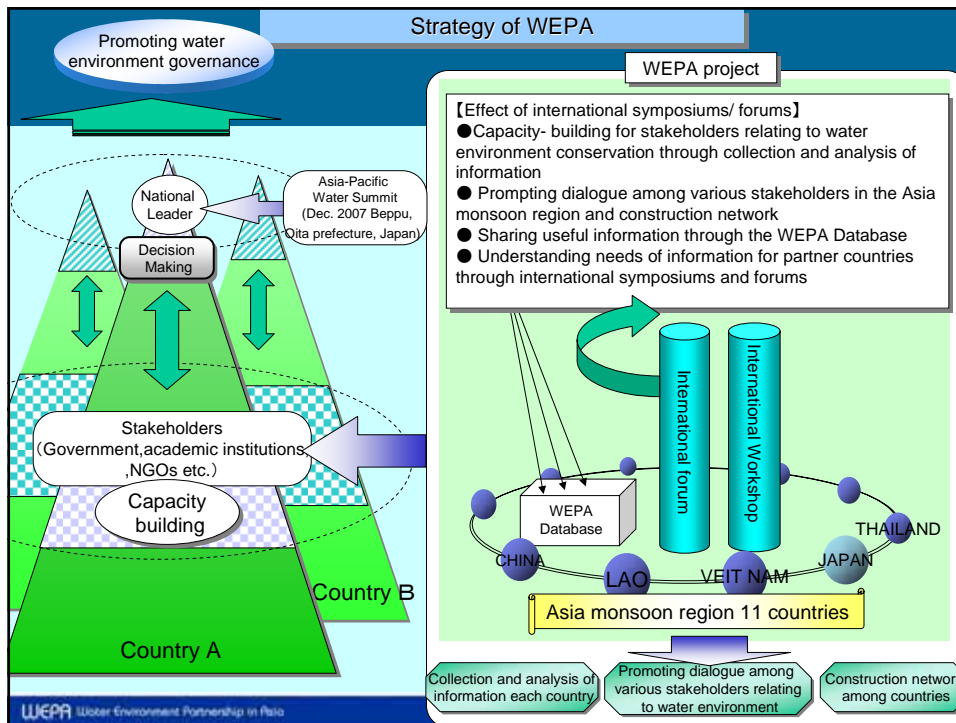 Strategy of WEPA
Promoting water
environment governance
National
Leader
Asia-Pacific
Water Summit
(Dec. 2007 Beppu,
Oita prefecture, Japan)
Decision
Making
Stakeholders
(Government,academic institutions
,NGOs etc.)
Capacity
building
Country B
Country A
WEPA project
【Effect of international symposiums/ forums】
●Capacity- building for stakeholders relating to water
environment conservation through collection and analysis of
information
● Prompting dialogue among various stakeholders in the Asia
monsoon region and construction network
● Sharing useful information through the WEPA Database
● Understanding needs of information for partner countries
through international symposiums and forums
International forum
International Workshop
WEPA
Database
CHINA
LAO
VEIT NAM
JAPAN
THAILAND
Asia monsoon region 11 countries
Collection and analysis of
information each country
Promoting dialogue among
various stakeholders relating
to water environment
Construction network
among countries
WEPA Water Environment Partnership in Asia